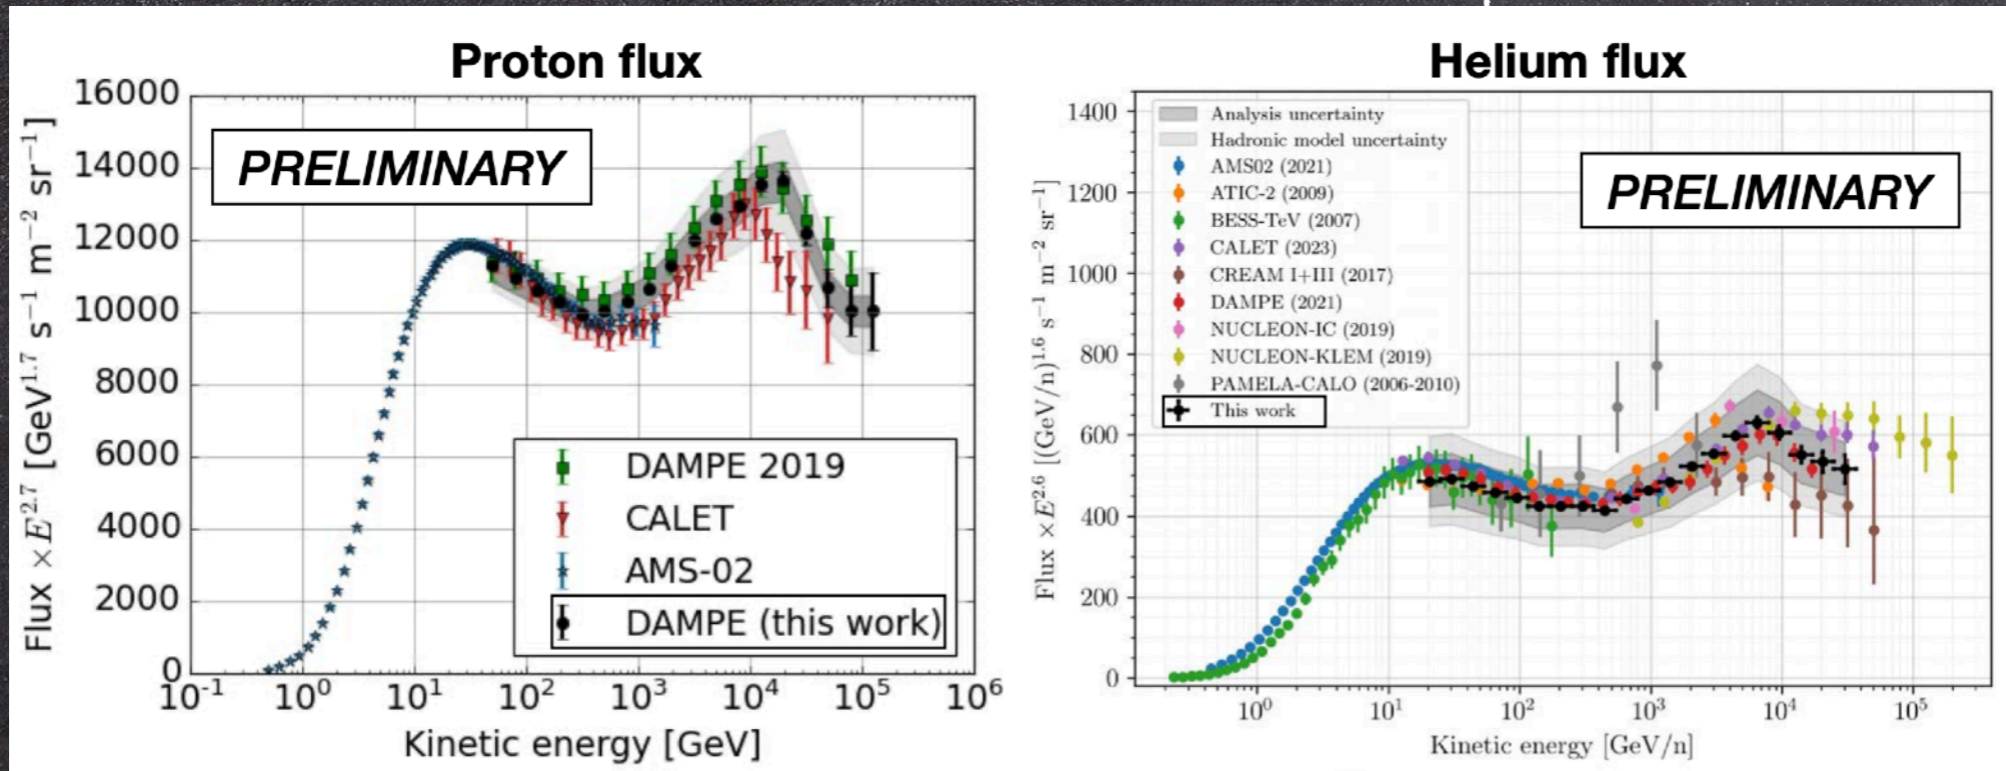 Proton flux
16000
14000
12000
10000
8000
6000
4000
2000
0
Flux ×E^2.7 [GeV^1.7 s^−1 m^−2 sr^−1]
PRELIMINARY
DAMPE 2019
CALET
AMS-02
DAMPE (this work)
10^−1 10^0 10^1 10^2 10^3 10^4 10^5 10^6
Kinetic energy [GeV]
Helium flux
1400
1200
1000
800
600
400
200
0
Flux ×E^2.6 [(GeV/n)^1.6 s^−1 m^−2 sr^−1]
Analysis uncertainty
Hadronic model uncertainty
AMS02 (2021)
ATIC-2 (2009)
BESS-TeV (2007)
CALET (2023)
CREAM I+III (2017)
DAMPE (2021)
NUCLEON-IC (2019)
NUCLEON-KLEM (2019)
PAMELA-CALO (2006-2010)
This work
PRELIMINARY
10^0 10^1 10^2 10^3 10^4 10^5
Kinetic energy [GeV/n]